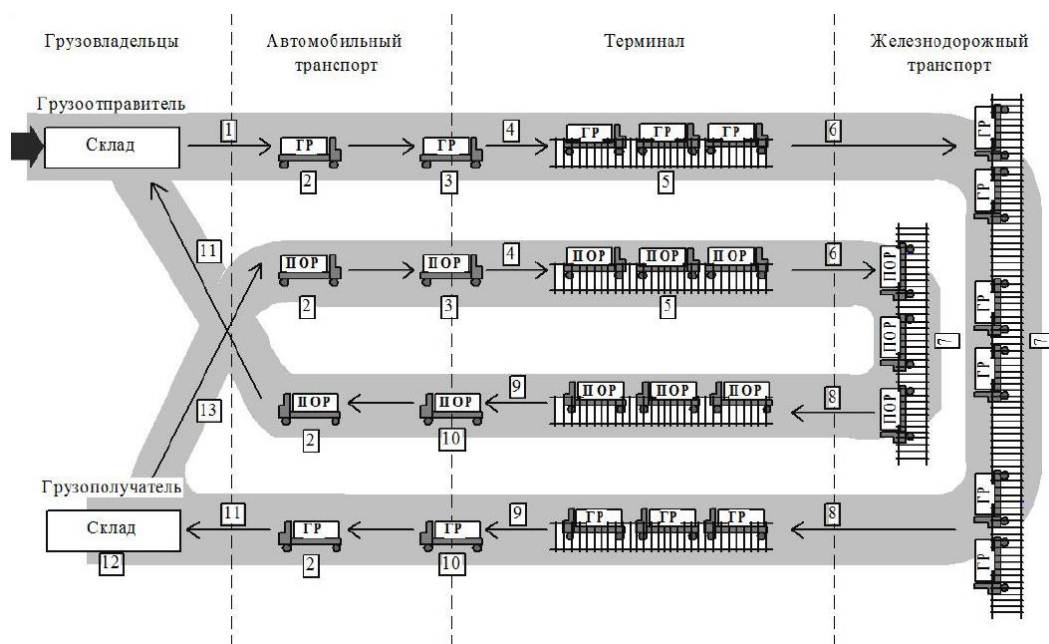 Грузовладельцы
Автомобильный
транспорт
Терминал
Железнодорожный
транспорт
Грузоотправитель
Склад
1
ГР
2
ГР
3
4
ГР ГР ГР
5
6
ГР
ГР
11
ПОР
2
ПОР
3
4
ПОР ПОР ПОР
5
6
ПОР
ПОР
ПОР
7
ГР
ГР
7
13
ПОР
2
ПОР
10
9
ПОР ПОР ПОР
8
Грузополучатель
Склад
12
11
ГР
2
ГР
10
9
ГР ГР ГР
8
ГР
ГР